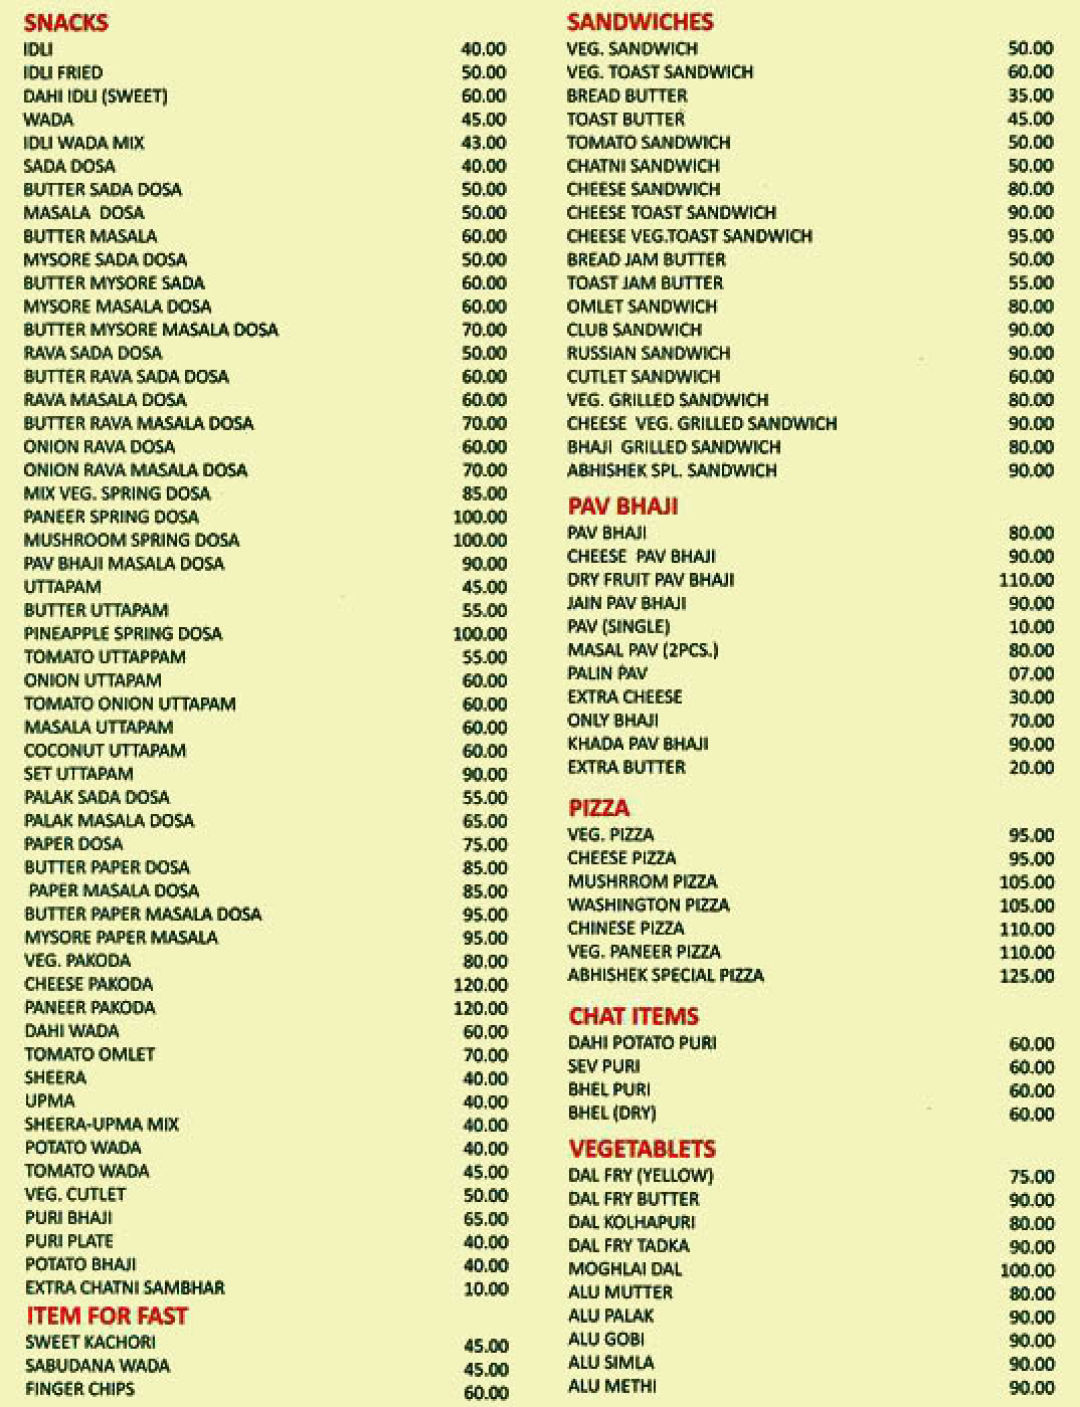 SNACKS
IDLI 40.00
IDLI FRIED 50.00
DAHI IDLI (SWEET) 60.00
WADA 45.00
IDLI WADA MIX 43.00
SADA DOSA 40.00
BUTTER SADA DOSA 50.00
MASALA DOSA 50.00
BUTTER MASALA 60.00
MYSORE SADA DOSA 50.00
BUTTER MYSORE SADA 60.00
MYSORE MASALA DOSA 60.00
BUTTER MYSORE MASALA DOSA 70.00
RAVA SADA DOSA 50.00
BUTTER RAVA SADA DOSA 60.00
RAVA MASALA DOSA 60.00
BUTTER RAVA MASALA DOSA 70.00
ONION RAVA DOSA 60.00
ONION RAVA MASALA DOSA 70.00
MIX VEG. SPRING DOSA 85.00
PANEER SPRING DOSA 100.00
MUSHROOM SPRING DOSA 100.00
PAV BHAJI MASALA DOSA 90.00
UTTAPAM 45.00
BUTTER UTTAPAM 55.00
PINEAPPLE SPRING DOSA 100.00
TOMATO UTTAPPAM 55.00
ONION UTTAPAM 60.00
TOMATO ONION UTTAPAM 60.00
MASALA UTTAPAM 60.00
COCONUT UTTAPAM 60.00
SET UTTAPAM 90.00
PALAK SADA DOSA 55.00
PALAK MASALA DOSA 65.00
PAPER DOSA 75.00
BUTTER PAPER DOSA 85.00
PAPER MASALA DOSA 85.00
BUTTER PAPER MASALA DOSA 95.00
MYSORE PAPER MASALA 95.00
VEG. PAKODA 80.00
CHEESE PAKODA 120.00
PANEER PAKODA 120.00
DAHI WADA 60.00
TOMATO OMLET 70.00
SHEERA 40.00
UPMA 40.00
SHEERA-UPMA MIX 40.00
POTATO WADA 40.00
TOMATO WADA 45.00
VEG. CUTLET 50.00
PURI BHAJI 65.00
PURI PLATE 40.00
POTATO BHAJI 40.00
EXTRA CHATNI SAMBHAR 10.00
ITEM FOR FAST
SWEET KACHORI 45.00
SABUDANA WADA 45.00
FINGER CHIPS 60.00
SANDWICHES
VEG. SANDWICH 50.00
VEG. TOAST SANDWICH 60.00
BREAD BUTTER 35.00
TOAST BUTTER 45.00
TOMATO SANDWICH 50.00
CHATNI SANDWICH 50.00
CHEESE SANDWICH 80.00
CHEESE TOAST SANDWICH 90.00
CHEESE VEG.TOAST SANDWICH 95.00
BREAD JAM BUTTER 50.00
TOAST JAM BUTTER 55.00
OMLET SANDWICH 80.00
CLUB SANDWICH 90.00
RUSSIAN SANDWICH 90.00
CUTLET SANDWICH 60.00
VEG. GRILLED SANDWICH 80.00
CHEESE VEG. GRILLED SANDWICH 90.00
BHAJI GRILLED SANDWICH 80.00
ABHISHEK SPL. SANDWICH 90.00
PAV BHAJI
PAV BHAJI 80.00
CHEESE PAV BHAJI 90.00
DRY FRUIT PAV BHAJI 110.00
JAIN PAV BHAJI 90.00
PAV (SINGLE) 10.00
MASAL PAV (2PCS.) 80.00
PALIN PAV 07.00
EXTRA CHEESE 30.00
ONLY BHAJI 70.00
KHADA PAV BHAJI 90.00
EXTRA BUTTER 20.00
PIZZA
VEG. PIZZA 95.00
CHEESE PIZZA 95.00
MUSHRROM PIZZA 105.00
WASHINGTON PIZZA 105.00
CHINESE PIZZA 110.00
VEG. PANEER PIZZA 110.00
ABHISHEK SPECIAL PIZZA 125.00
CHAT ITEMS
DAHI POTATO PURI 60.00
SEV PURI 60.00
BHEL PURI 60.00
BHEL (DRY) 60.00
VEGETABLETS
DAL FRY (YELLOW) 75.00
DAL FRY BUTTER 90.00
DAL KOLHAPURI 80.00
DAL FRY TADKA 90.00
MOGHLAI DAL 100.00
ALU MUTTER 80.00
ALU PALAK 90.00
ALU GOBI 90.00
ALU SIMLA 90.00
ALU METHI 90.00